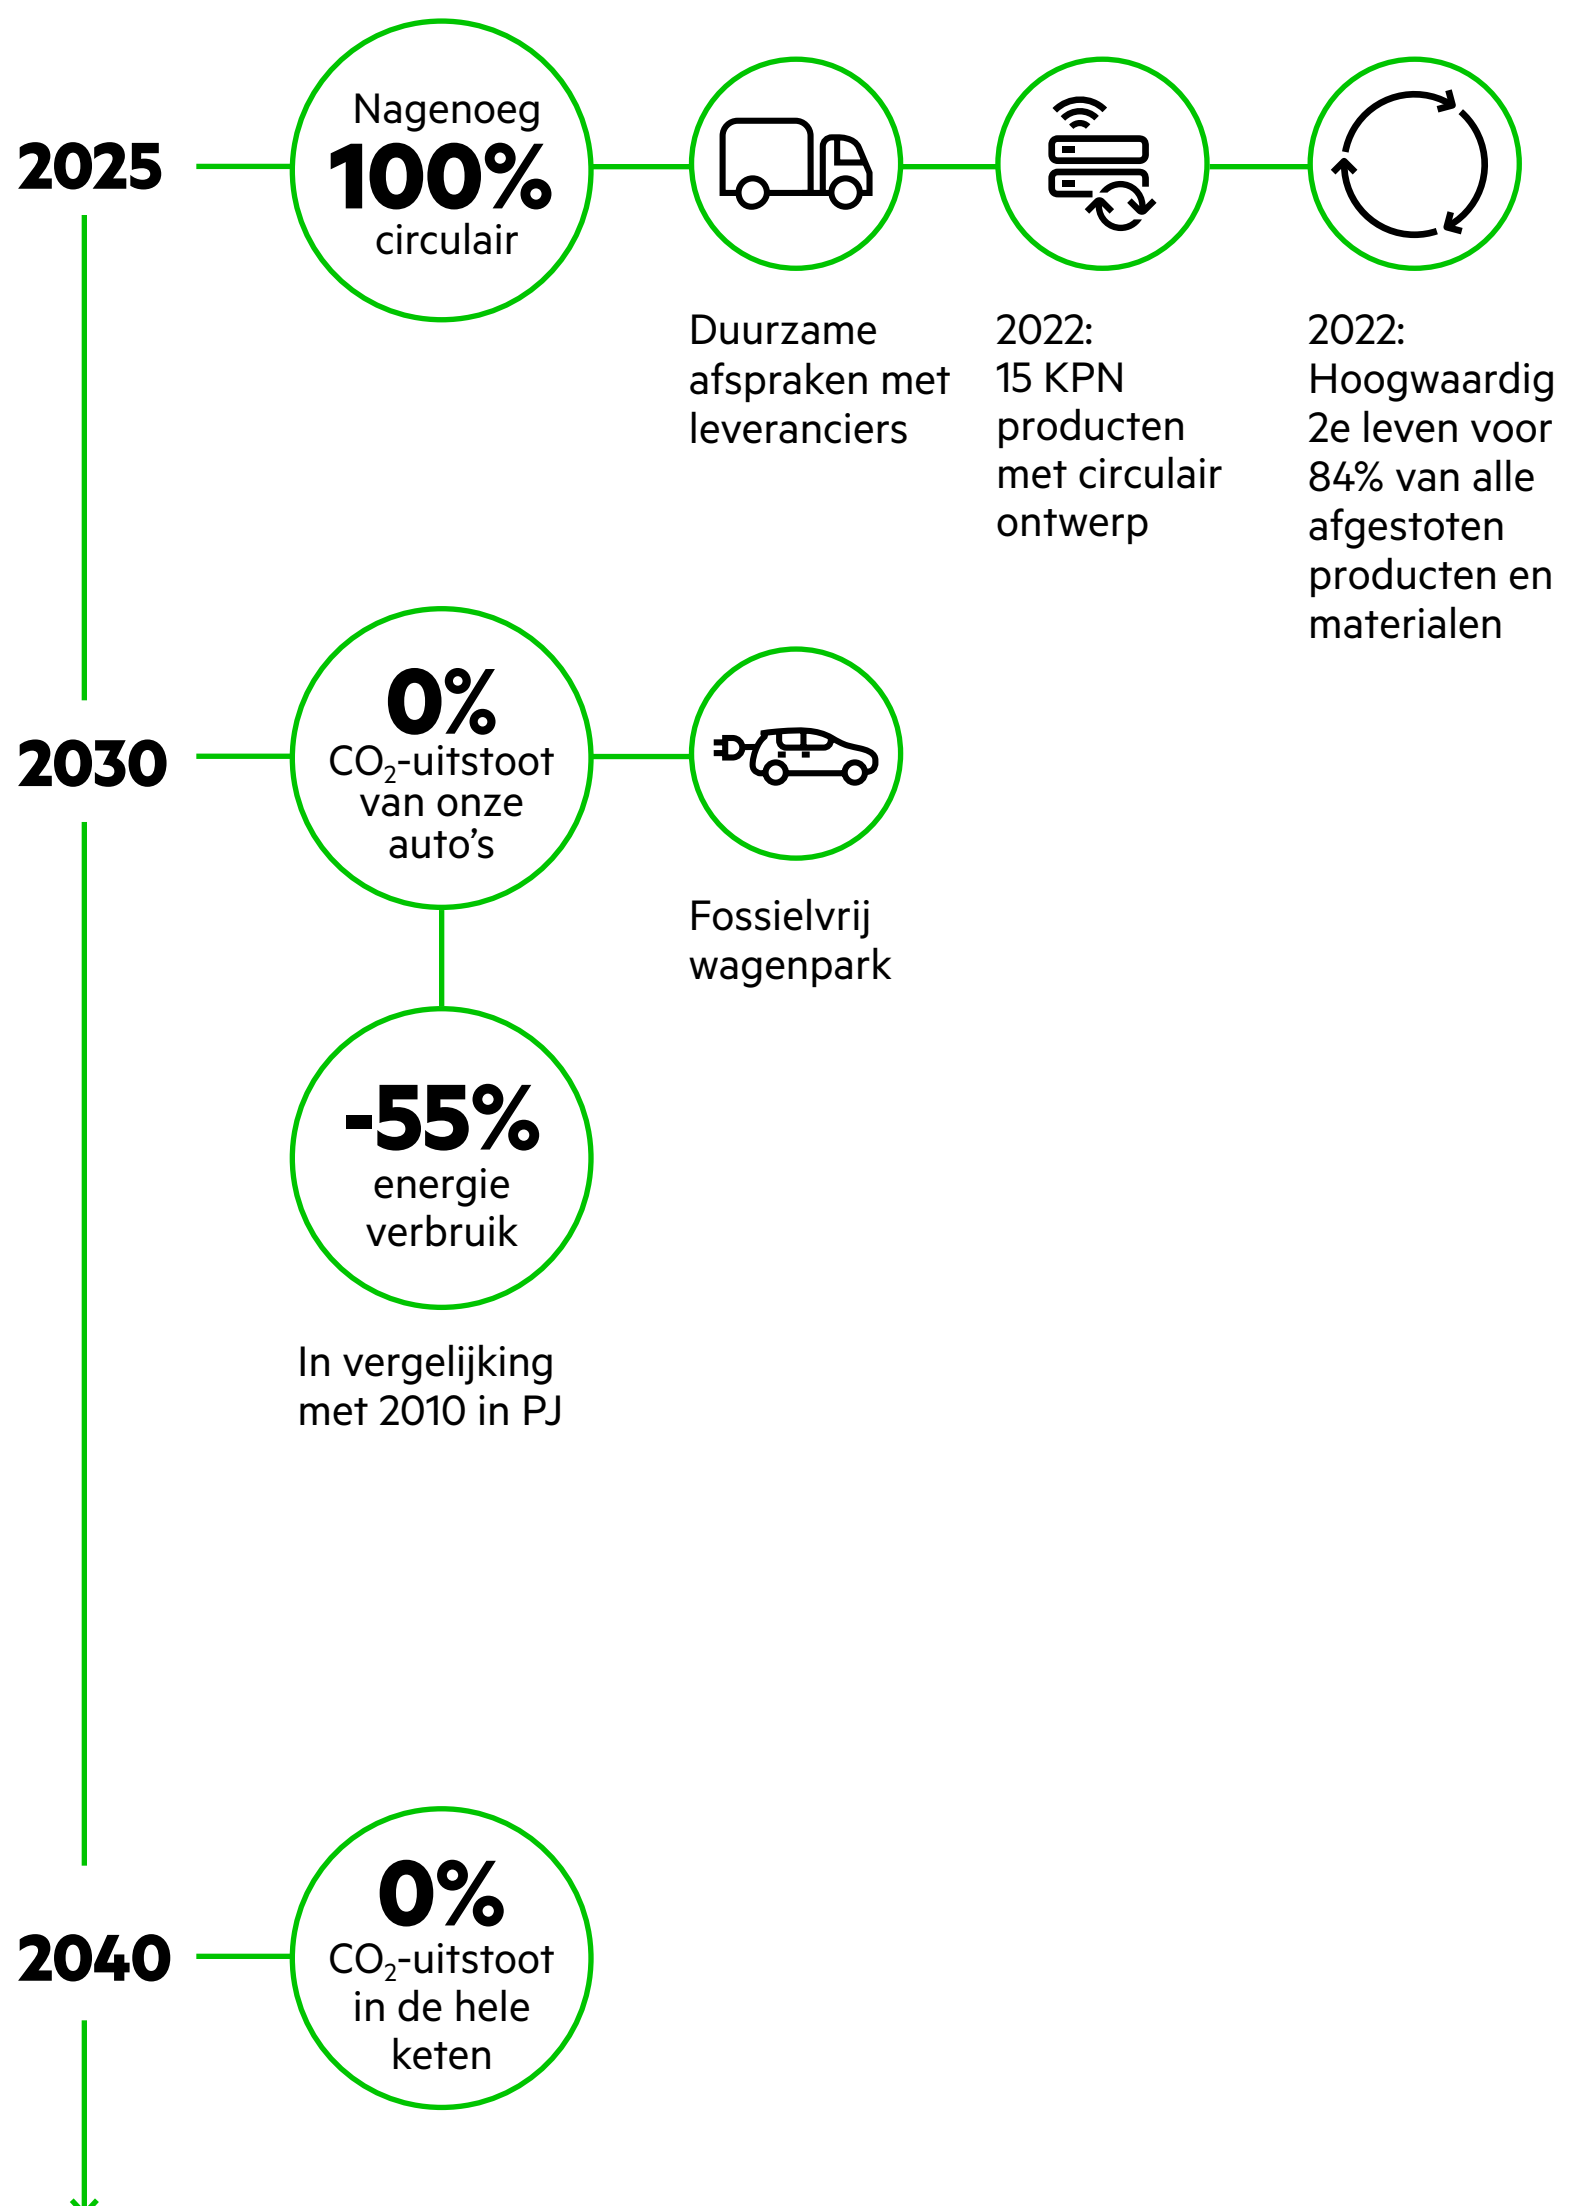 2025
Nagenoeg
100%
circulair
Duurzame
afspraken met
leveranciers
2022:
15 KPN
producten
met circulair
ontwerp
2022:
Hoogwaardig
2e leven voor
84% van alle
afgestoten
producten en
materialen
2030
0%
CO₂-uitstoot
van onze
auto’s
Fossielvrij
wagenpark
-55%
energie
verbruik
In vergelijking
met 2010 in PJ
2040
0%
CO₂-uitstoot
in de hele
keten